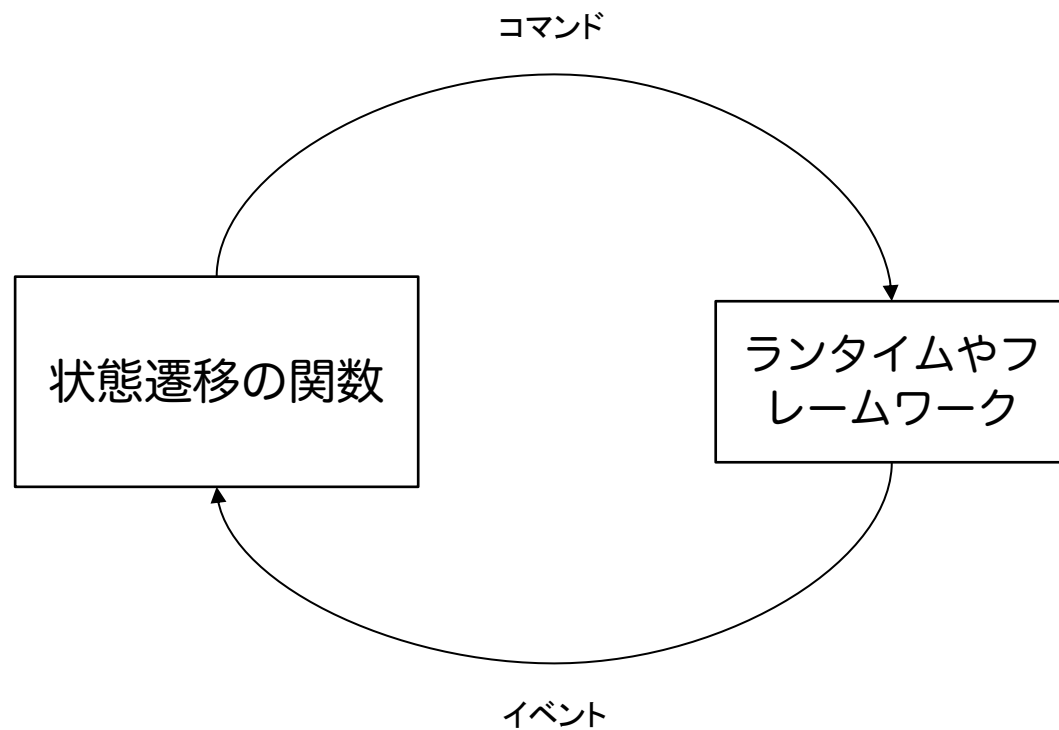 コマンド
状態遷移の関数
ランタイムやフ
レームワーク
イベント